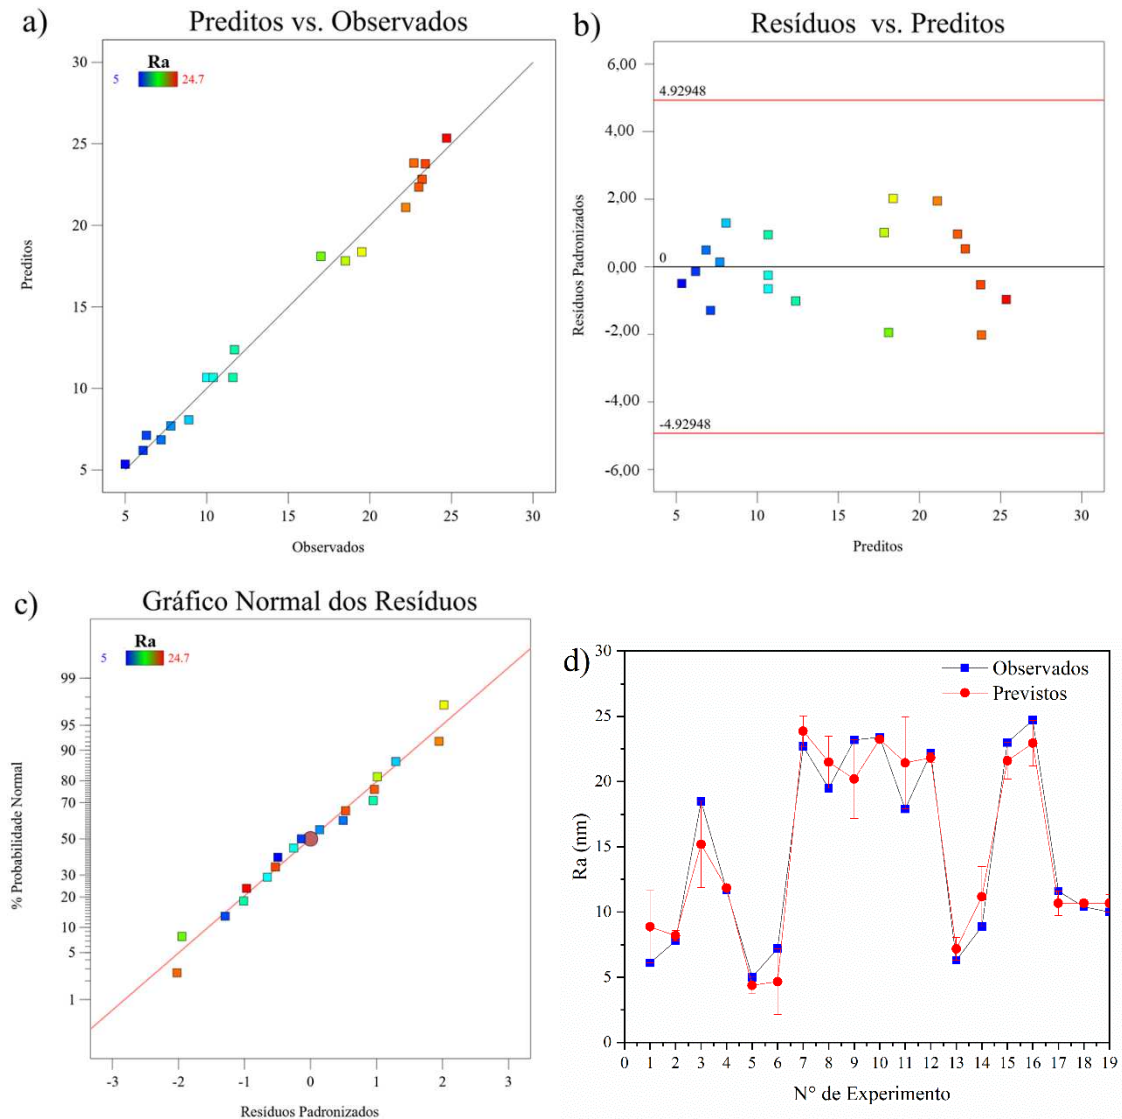 a)
Preditos vs. Observados
Ra
5
24.7
30
25
20
15
10
5
Preditos
5
10
15
20
25
30
Observados
b)
Resíduos vs. Preditos
6,00
4,00
2,00
0,00
-2,00
-4,00
-6,00
4.92948
0
-4.92948
Resíduos Padronizados
5
10
15
20
25
30
Preditos
c)
Gráfico Normal dos Resíduos
Ra
5
24.7
99
95
90
80
70
50
30
20
10
5
1
% Probabilidade Normal
-3
-2
-1
0
1
2
3
Resíduos Padronizados
d)
Observados
Previstos
30
25
20
15
10
5
0
Ra (nm)
0 1 2 3 4 5 6 7 8 9 10 11 12 13 14 15 16 17 18 19
N° de Experimento